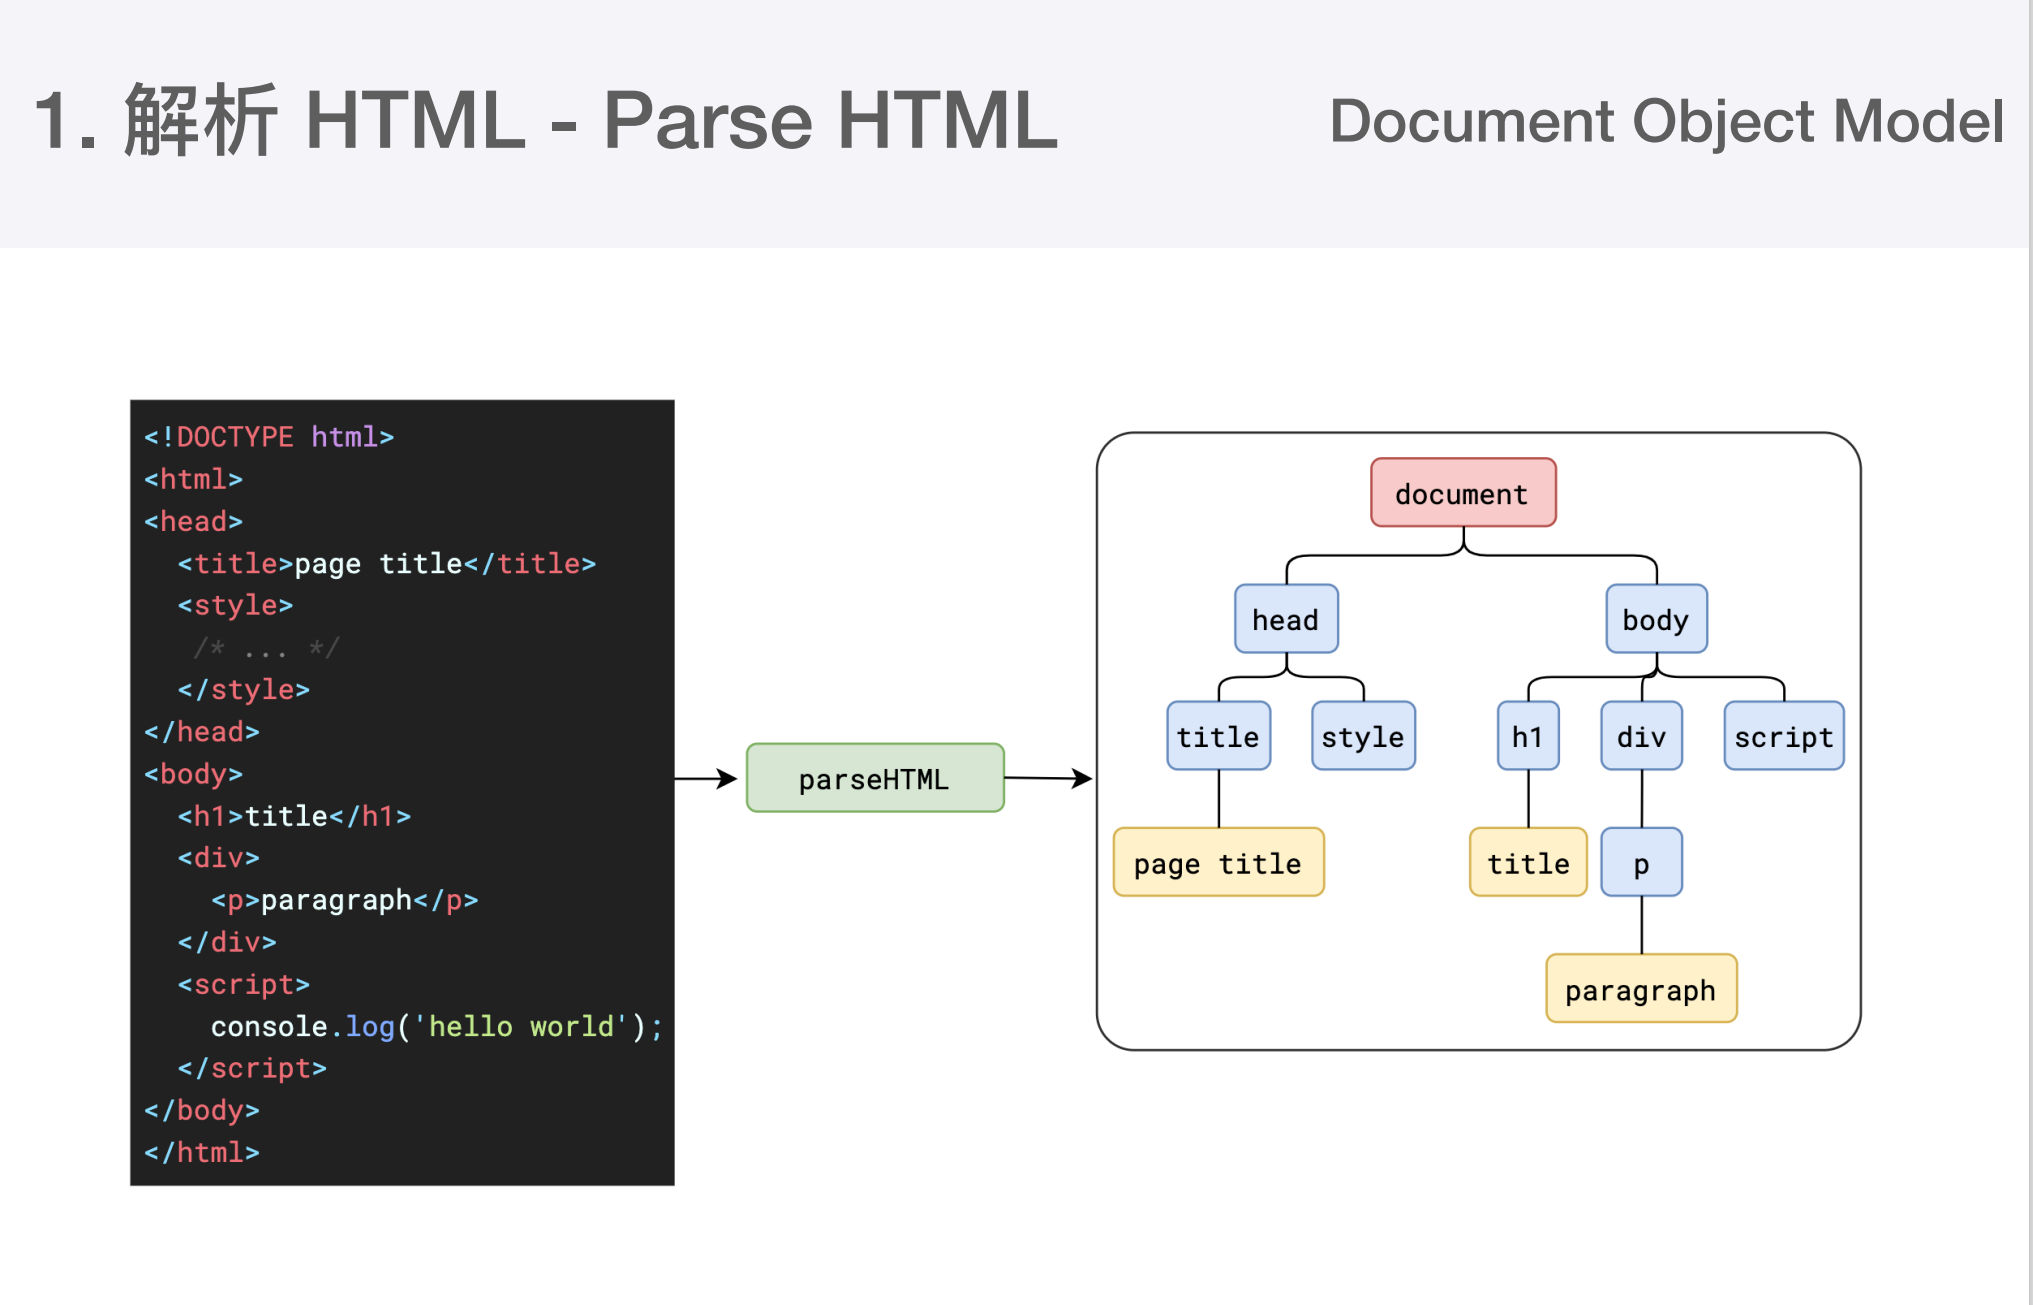 1. 解析 HTML - Parse HTML
Document Object Model
<!DOCTYPE html>
<html>
<head>
  <title>page title</title>
  <style>
   /* ... */
  </style>
</head>
<body>
  <h1>title</h1>
  <div>
    <p>paragraph</p>
  </div>
  <script>
    console.log('hello world');
  </script>
</body>
</html>
parseHTML
document
head
body
title
style
h1
div
script
page title
title
p
paragraph